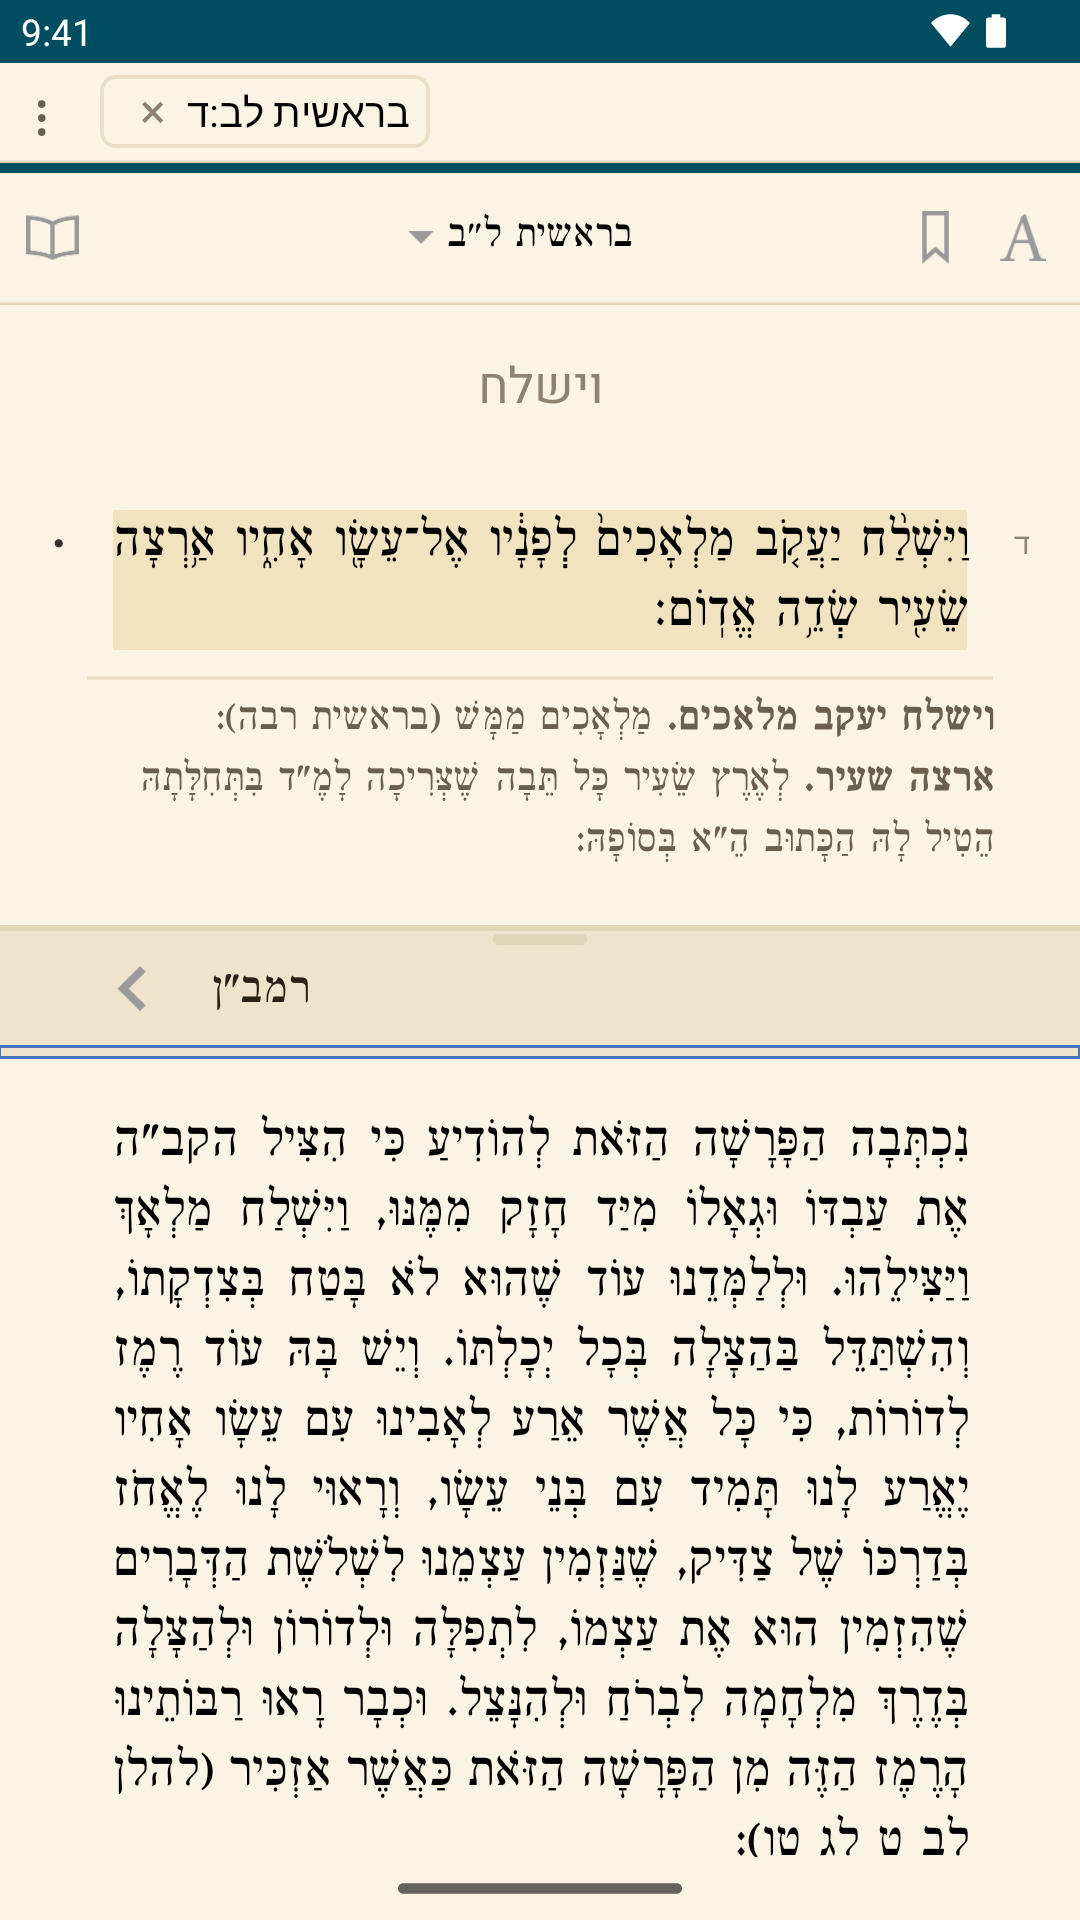 9:41
בראשית לב:ד ×
בראשית ל״ב
A
וישלח
ד
וַיִּשְׁלַ֨ח יַעֲקֹ֤ב מַלְאָכִים֙ לְפָנָ֔יו אֶל־עֵשָׂ֖ו אָחִ֑יו אַ֥רְצָה
שֵׂעִ֖יר שְׂדֵ֥ה אֱדֽוֹם׃
וישלח יעקב מלאכים. מַלְאָכִים מַמָּשׁ (בראשית רבה):
ארצה שעיר. לְאֶרֶץ שֵׂעִיר כָּל תֵּבָה שֶׁצְּרִיכָה לָמֶ"ד בִּתְּחִלָּתָהּ
הֵטִיל לָהּ הַכָּתוּב הֵ"א בְּסוֹפָהּ:
רמב״ן
נִכְתְּבָה הַפָּרָשָׁה הַזֹּאת לְהוֹדִיעַ כִּי הִצִּיל הקב"ה
אֶת עַבְדּוֹ וּגְאָלוֹ מִיַּד חָזָק מִמֶּנּוּ, וַיִּשְׁלַח מַלְאָךְ
וַיַּצִּילֵהוּ. וּלְלַמְּדֵנוּ עוֹד שֶׁהוּא לֹא בָּטַח בְּצִדְקָתוֹ,
וְהִשְׁתַּדֵּל בַּהַצָּלָה בְּכָל יְכָלְתּוֹ. וְיֵשׁ בָּהּ עוֹד רֶמֶז
לְדוֹרוֹת, כִּי כָּל אֲשֶׁר אֵרַע לְאָבִינוּ עִם עֵשָׂו אָחִיו
יֶאֱרַע לָנוּ תָּמִיד עִם בְּנֵי עֵשָׂו, וְרָאוּי לָנוּ לֶאֱחֹז
בְּדַרְכּוֹ שֶׁל צַדִּיק, שֶׁנַּזְמִין עַצְמֵנוּ לִשְׁלֹשֶׁת הַדְּבָרִים
שֶׁהִזְמִין הוּא אֶת עַצְמוֹ, לִתְפִלָּה וּלְדוֹרוֹן וּלְהַצָּלָה
בְּדֶרֶךְ מִלְחָמָה לִבְרֹחַ וּלְהִנָּצֵל. וּכְבָר רָאוּ רַבּוֹתֵינוּ
הָרֶמֶז הַזֶּה מִן הַפָּרָשָׁה הַזֹּאת כַּאֲשֶׁר אַזְכִּיר (להלן
לב ט לג טו):